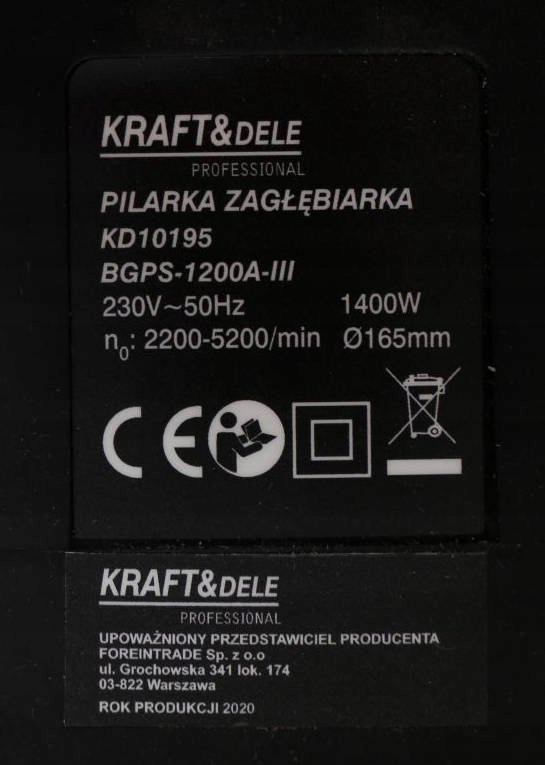 KRAFT&DELE
PROFESSIONAL
PILARKA ZAGŁĘBIARKA
KD10195
BGPS-1200A-III
230V~50Hz 1400W
n₀: 2200-5200/min Ø165mm
CE
KRAFT&DELE
PROFESSIONAL
UPOWAŻNIONY PRZEDSTAWICIEL PRODUCENTA
FOREINTRADE Sp. z o.o
ul. Grochowska 341 lok. 174
03-822 Warszawa
ROK PRODUKCJI 2020